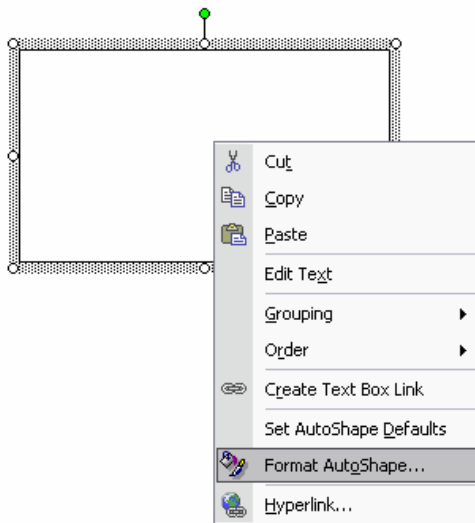 Cut
Copy
Paste
Edit Text
Grouping
Order
Create Text Box Link
Set AutoShape Defaults
Format AutoShape...
Hyperlink...